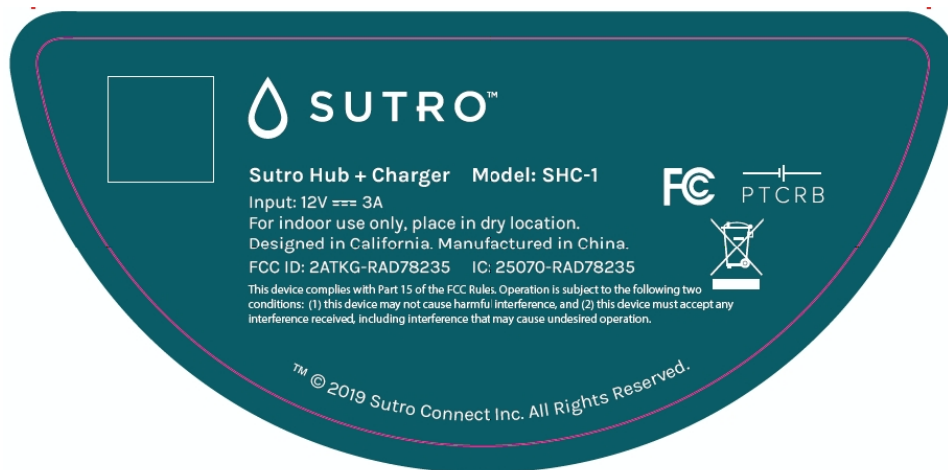 SUTRO™
Sutro Hub + Charger Model: SHC-1
Input: 12V ⎓ 3A
For indoor use only, place in dry location.
Designed in California. Manufactured in China.
FCC ID: 2ATKG-RAD78235 IC: 25070-RAD78235
This device complies with Part 15 of the FCC Rules. Operation is subject to the following two
conditions: (1) this device may not cause harmful interference, and (2) this device must accept any
interference received, including interference that may cause undesired operation.
FC
PTCRB
™ © 2019 Sutro Connect Inc. All Rights Reserved.